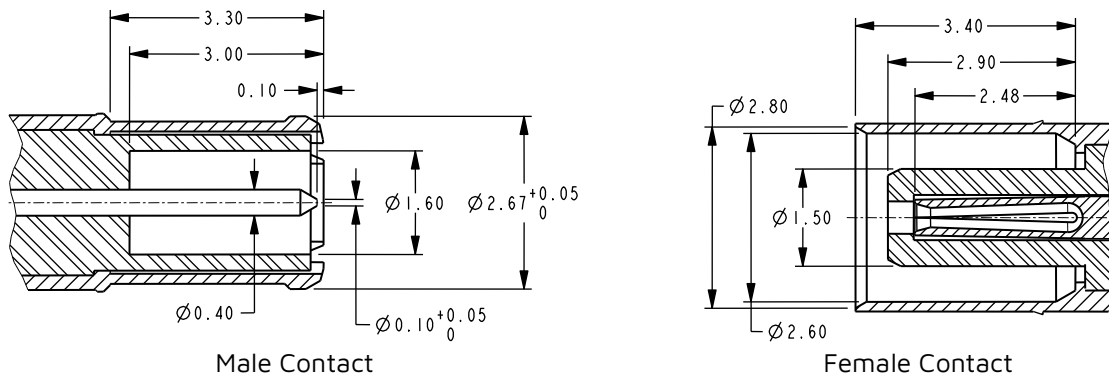 3.30
3.00
0.10
Ø1.60
Ø2.67 +0.05 0
Ø0.40
Ø0.10 +0.05 0
Male Contact
3.40
2.90
2.48
Ø2.80
Ø1.50
Ø2.60
Female Contact